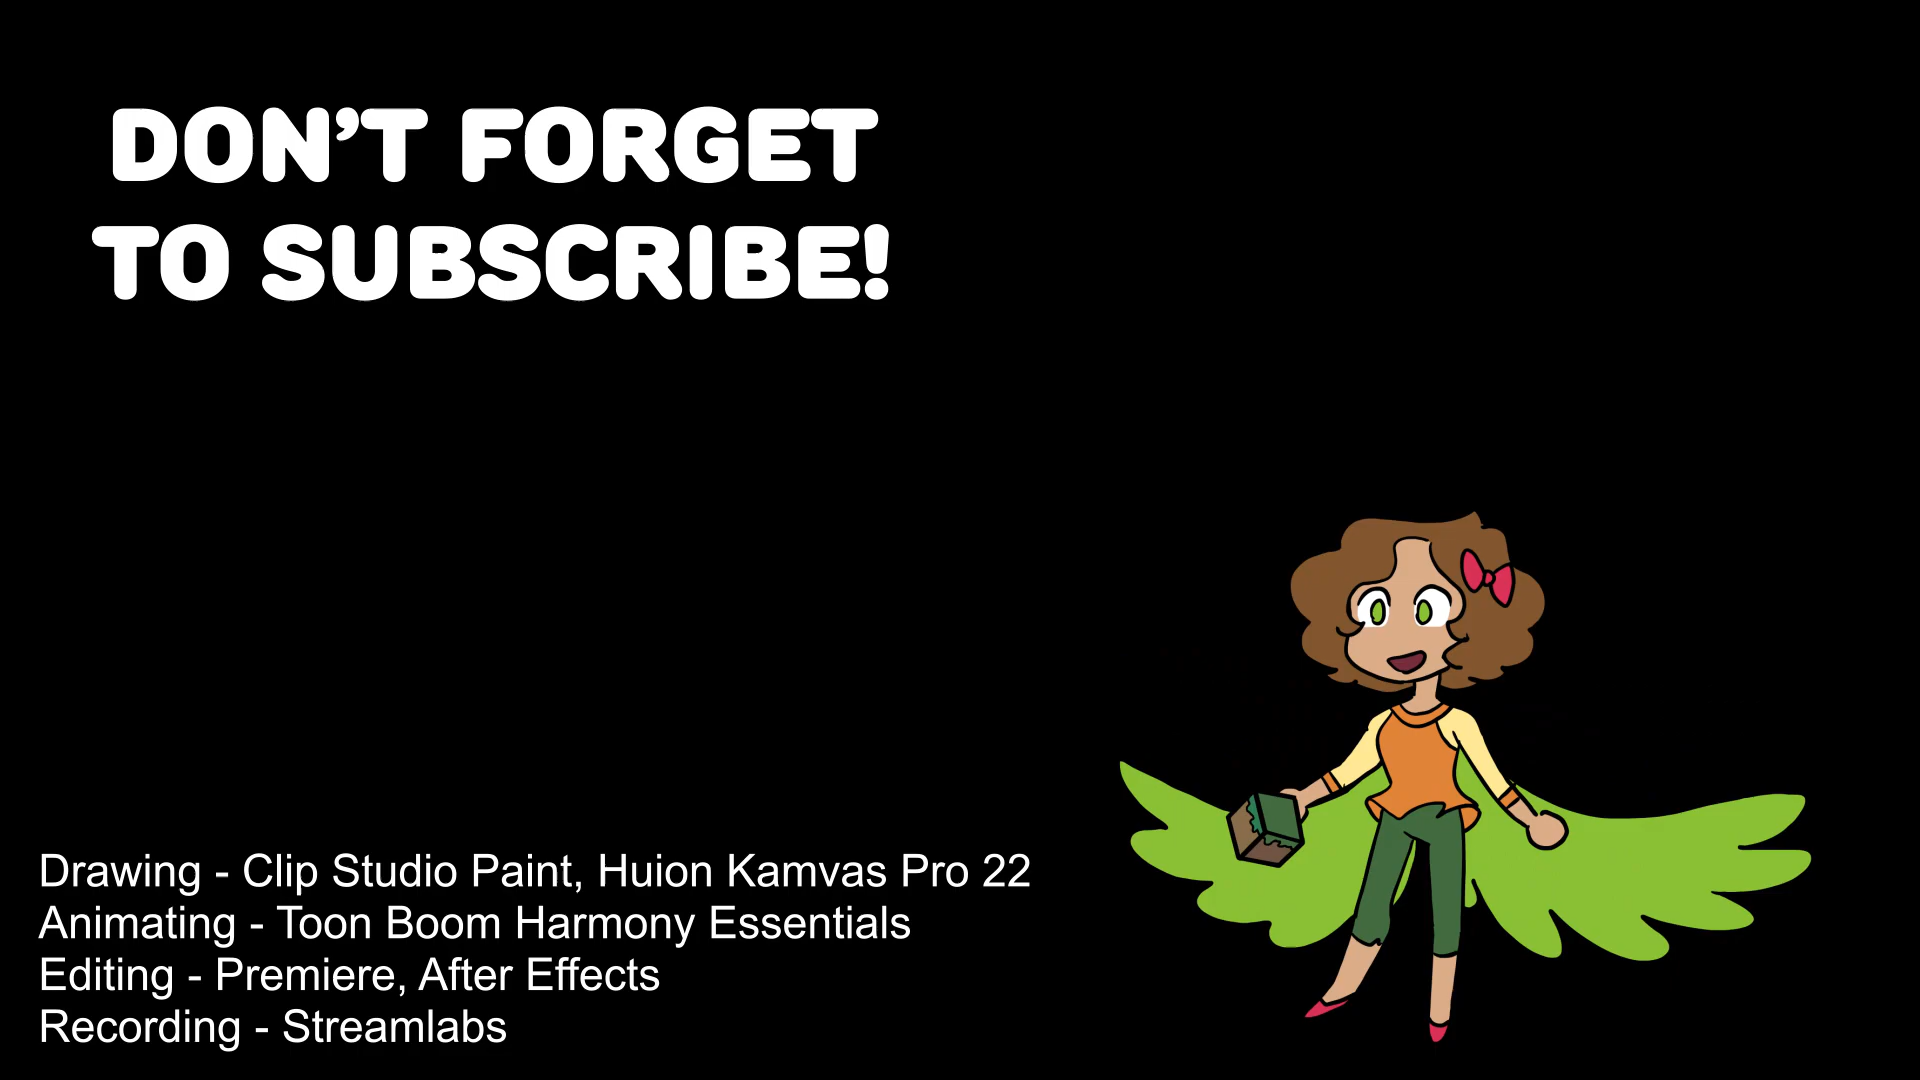 DON’T FORGET
TO SUBSCRIBE!
Drawing - Clip Studio Paint, Huion Kamvas Pro 22
Animating - Toon Boom Harmony Essentials
Editing - Premiere, After Effects
Recording - Streamlabs